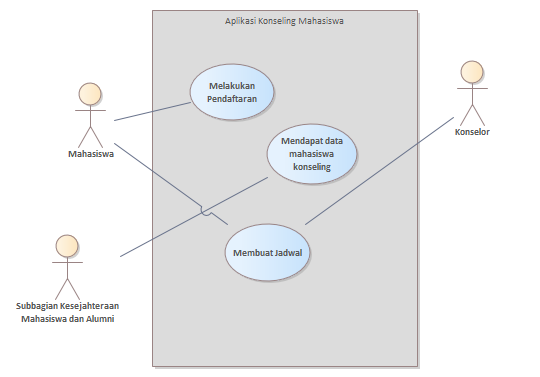 Aplikasi Konseling Mahasiswa
Melakukan
Pendaftaran
Mahasiswa
Konselor
Mendapat data
mahasiswa
konseling
Membuat Jadwal
Subbagian Kesejahteraan
Mahasiswa dan Alumni